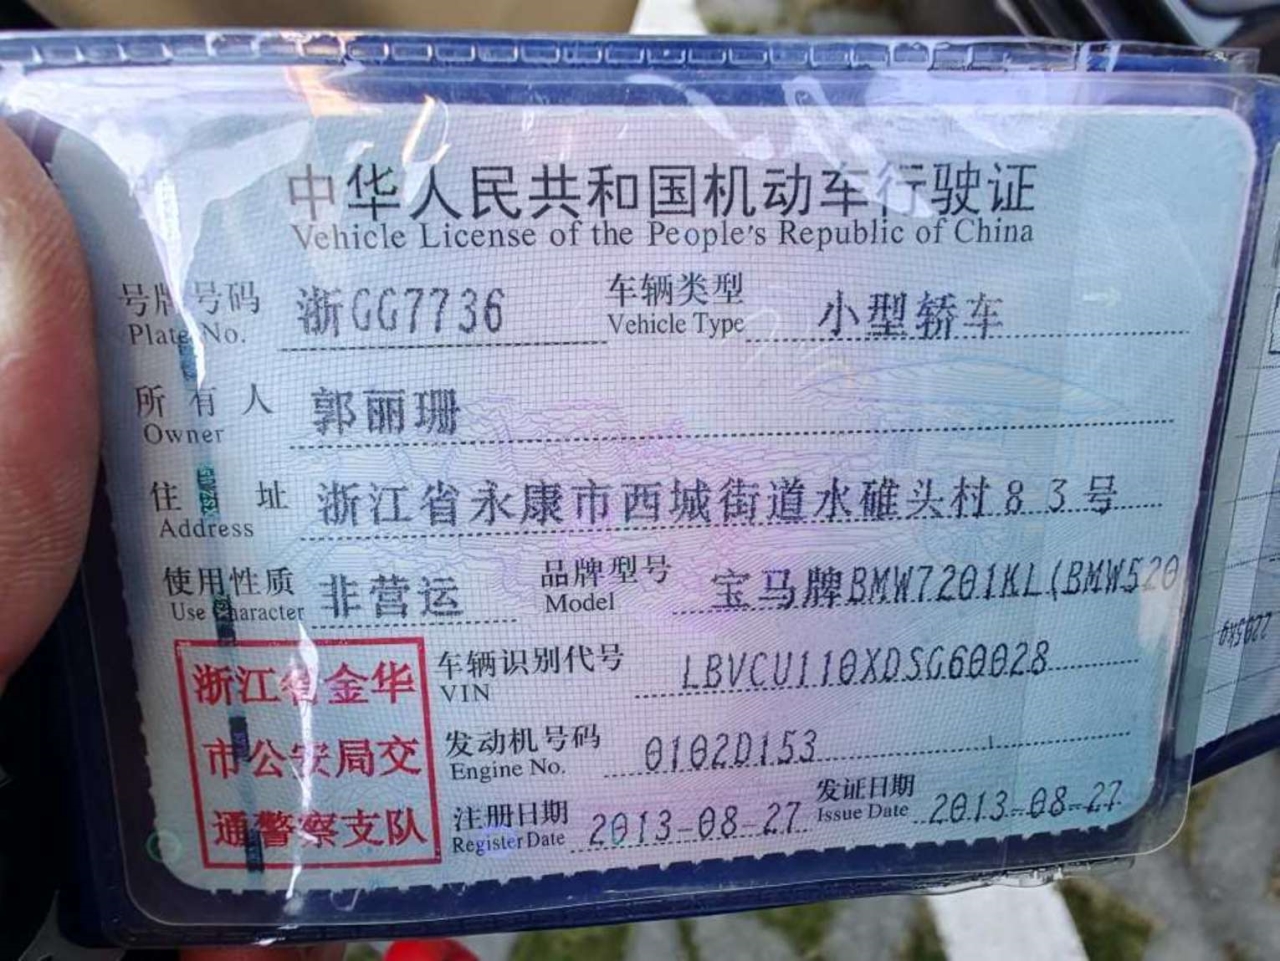 中华人民共和国机动车行驶证
Vehicle License of the People's Republic of China
号牌号码 浙GG7736 车辆类型 小型轿车
Plate No. Vehicle Type
所有人 郭丽珊
Owner
住址 浙江省永康市西城街道水碓头村83号
Address
使用性质 非营运 品牌型号 宝马牌BMW7201KL(BMW520
Use Character Model
浙江省金华
市公安局交
通警察支队
车辆识别代号 LBVCU110XDSG60028
VIN
发动机号码 0102D153
Engine No.
注册日期 2013-08-27 发证日期 2013-08-27
Register Date Issue Date
2205kg